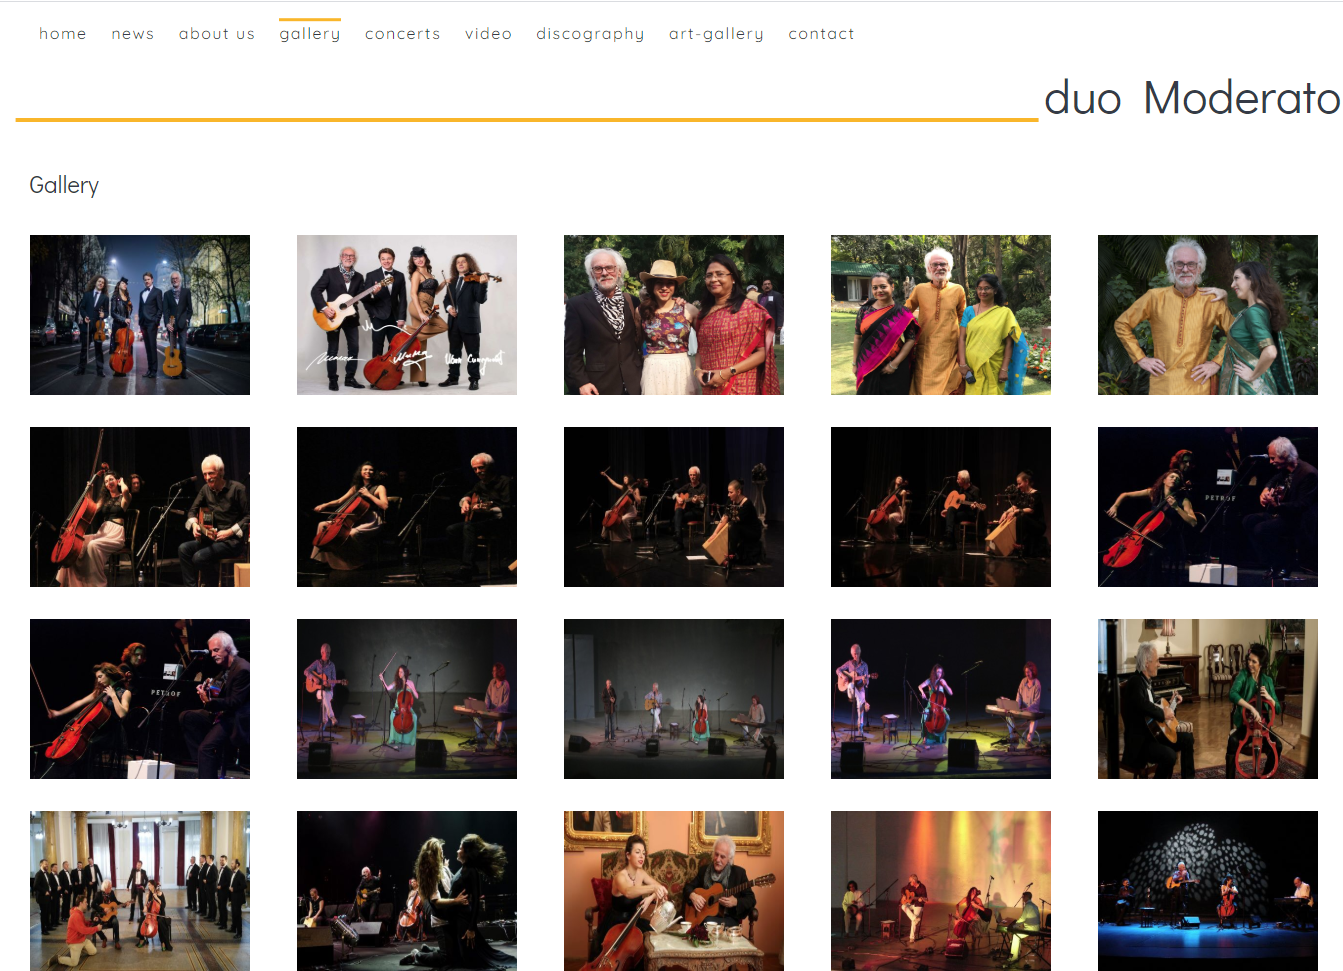 home news about us gallery concerts video discography art-gallery contact
duo Moderato
Gallery
PETROF
PETROF